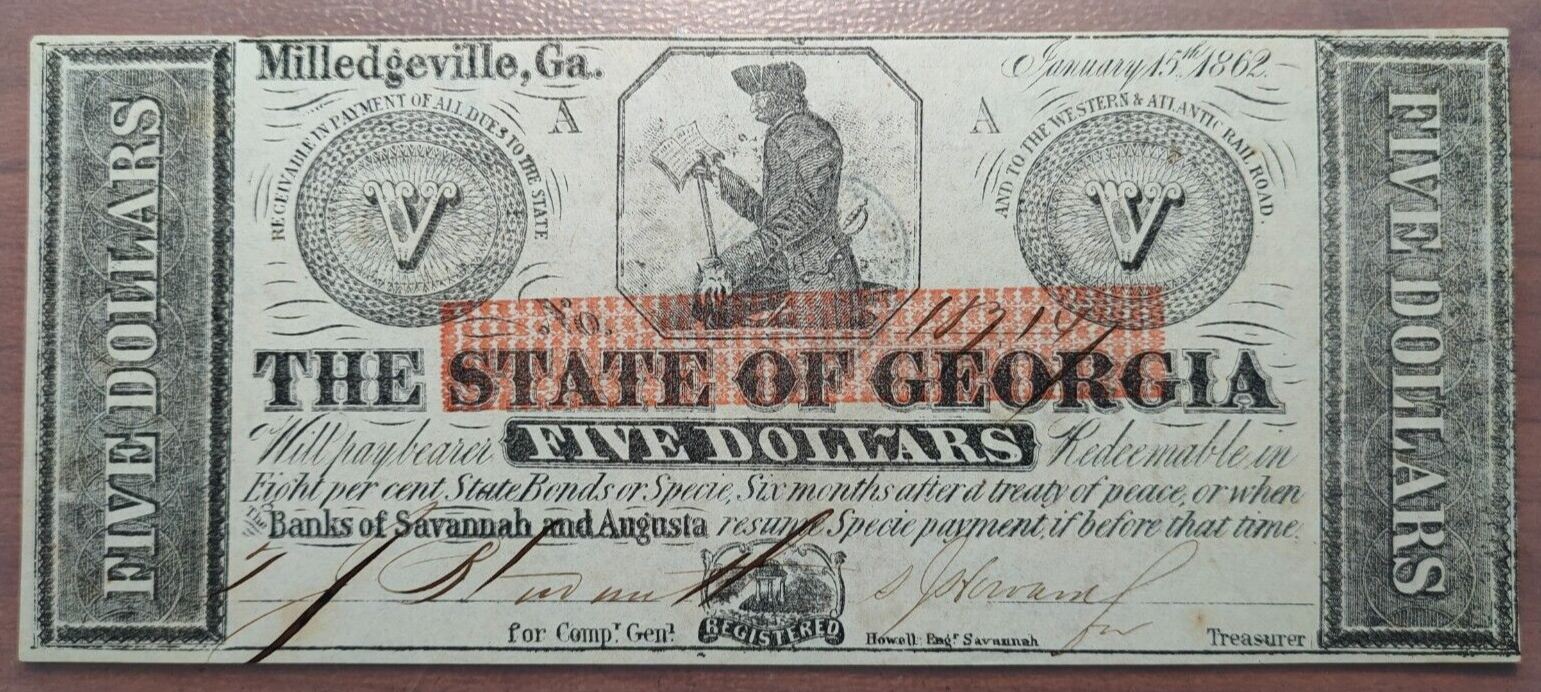 FIVE DOLLARS
Milledgeville, Ga.
January 15th 1862
RECEIVABLE IN PAYMENT OF ALL DUES TO THE STATE
A
A
AND TO THE WESTERN & ATLANTIC RAIL ROAD.
V
V
No.
THE STATE OF GEORGIA
Will pay bearer FIVE DOLLARS Redeemable in
Eight per cent State Bonds or Specie, Six months after a treaty of peace, or when
The Banks of Savannah and Augusta resume Specie payment, if before that time.
for Compr. Genl.
REGISTERED
Howell Engr Savannah
for Treasurer
FIVE DOLLARS